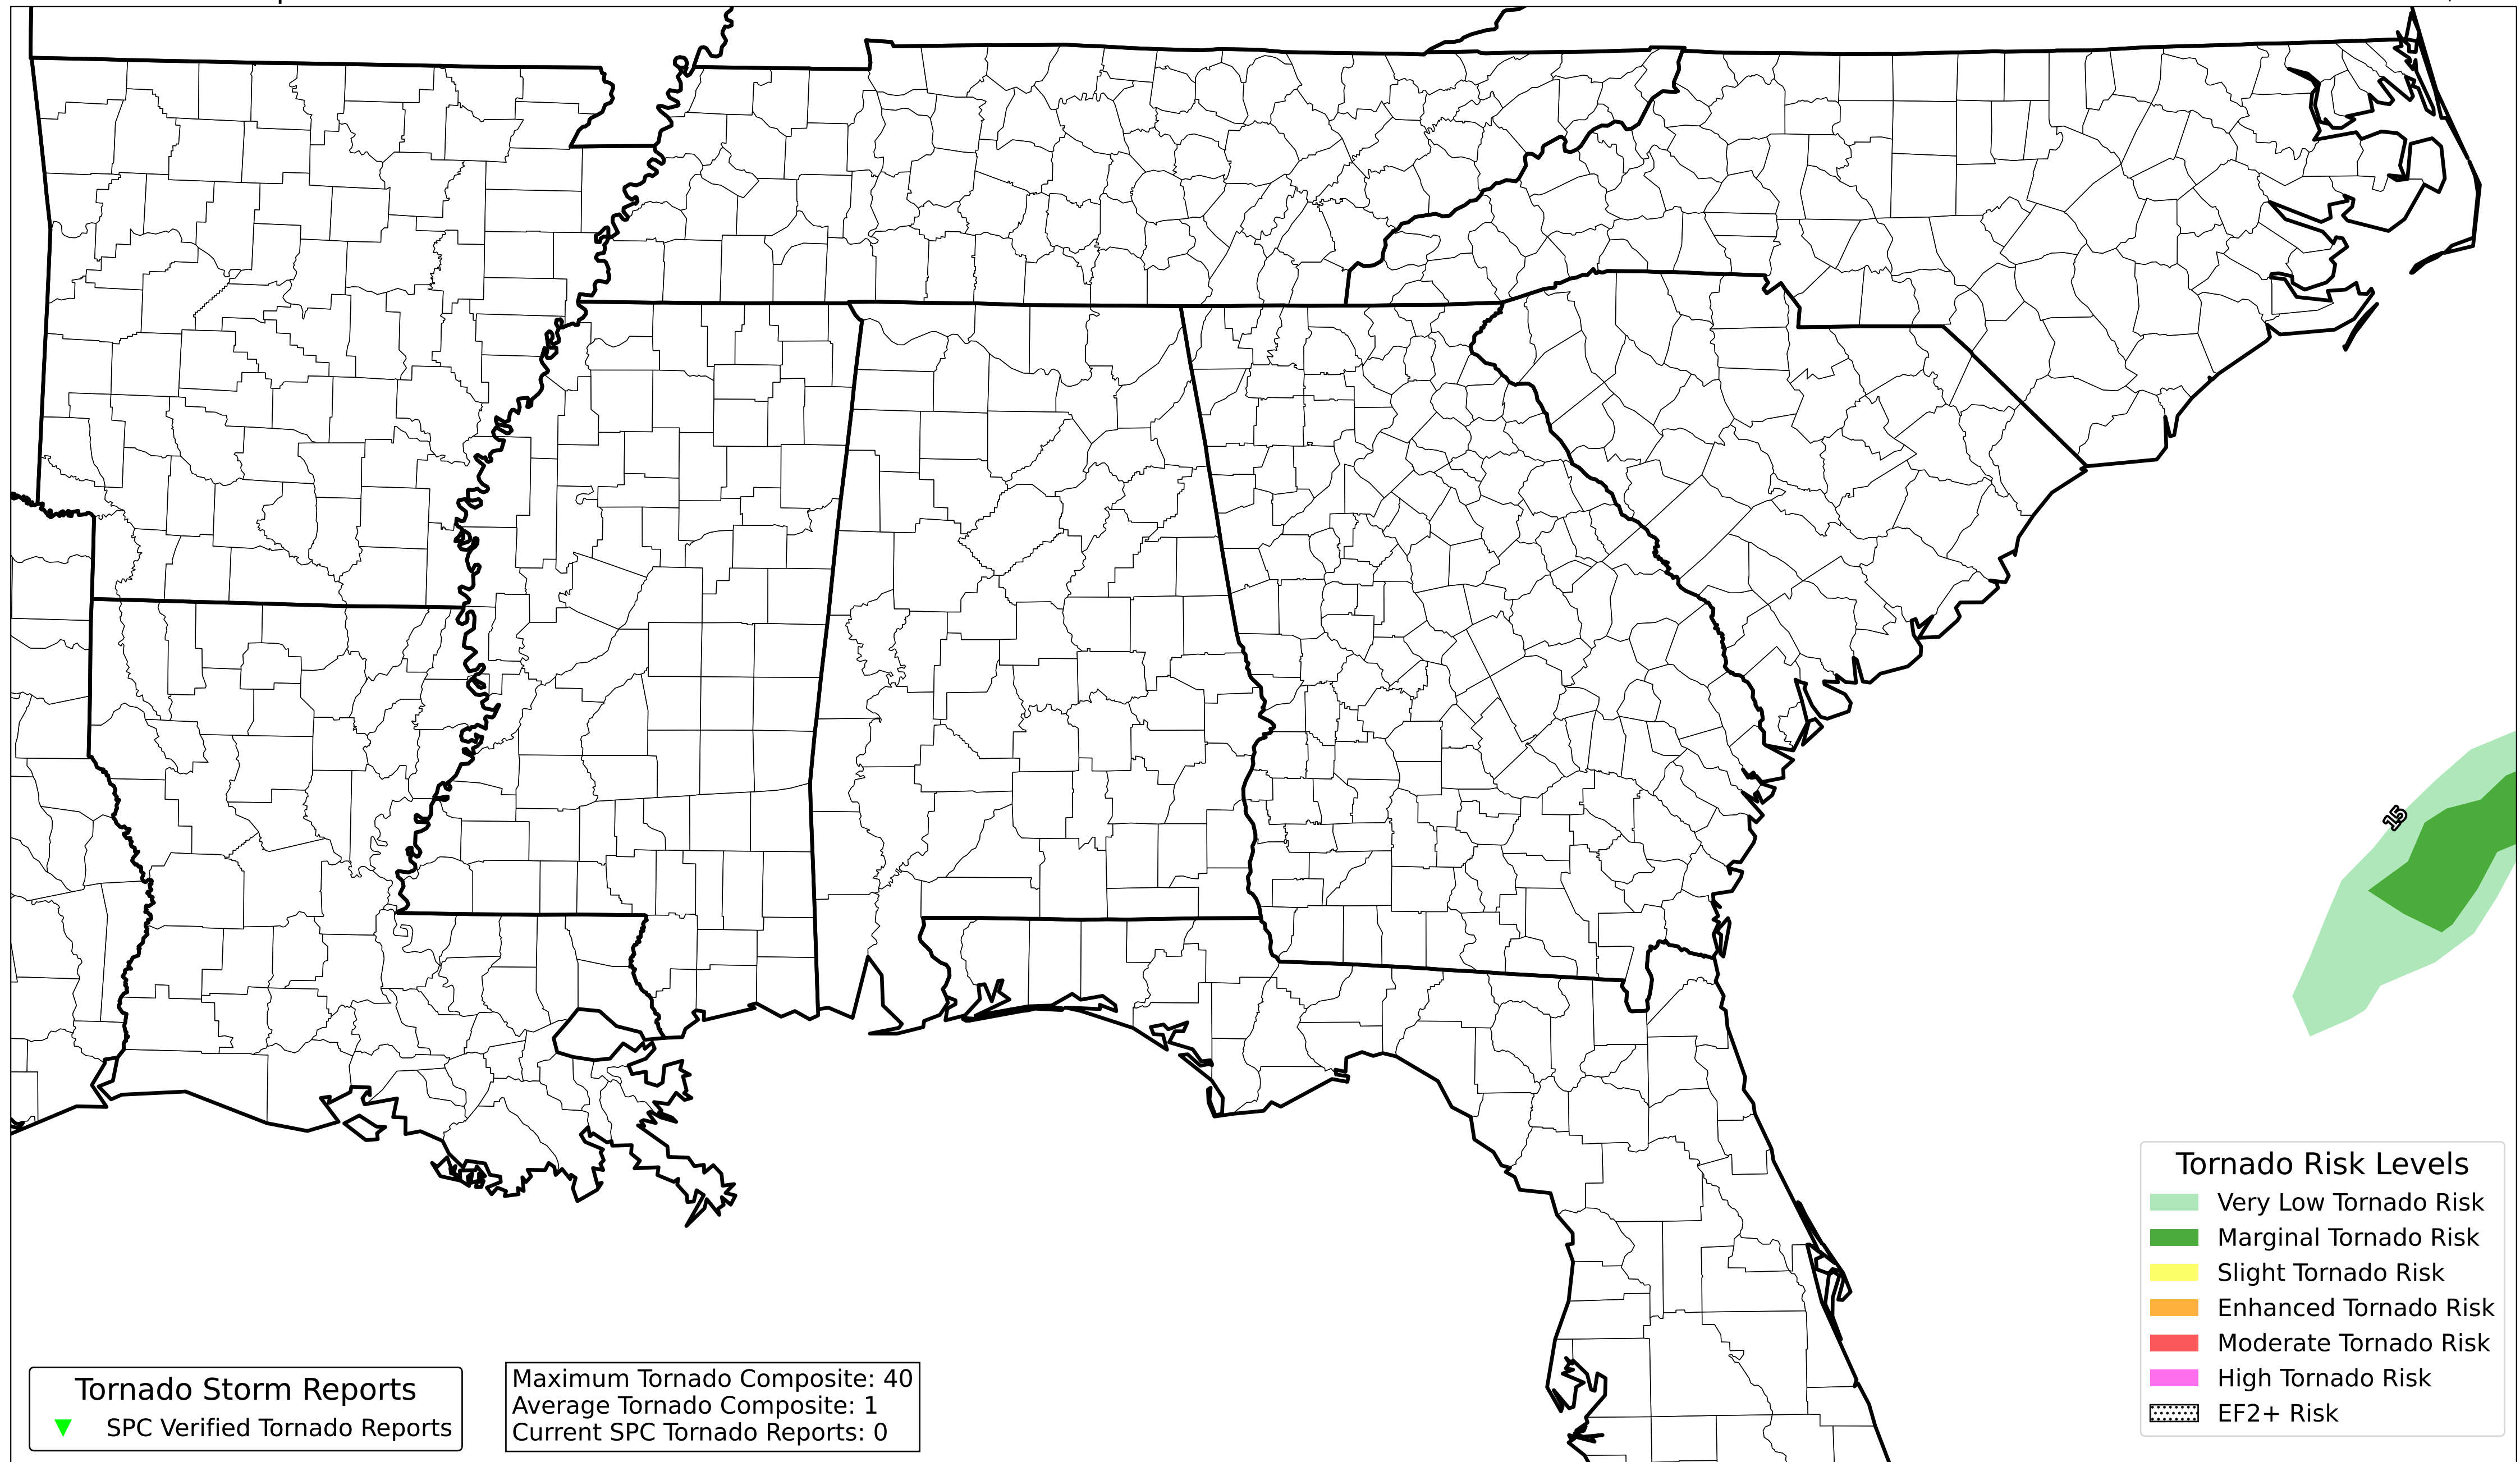 15
Tornado Risk Levels
Very Low Tornado Risk
Marginal Tornado Risk
Slight Tornado Risk
Enhanced Tornado Risk
Moderate Tornado Risk
High Tornado Risk
EF2+ Risk
Tornado Storm Reports
SPC Verified Tornado Reports
Maximum Tornado Composite: 40
Average Tornado Composite: 1
Current SPC Tornado Reports: 0